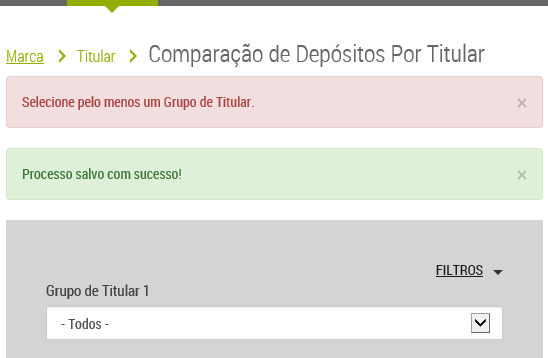 Marca > Titular > Comparação de Depósitos Por Titular
Selecione pelo menos um Grupo de Titular. ×
Processo salvo com sucesso! ×
FILTROS
Grupo de Titular 1
- Todos -